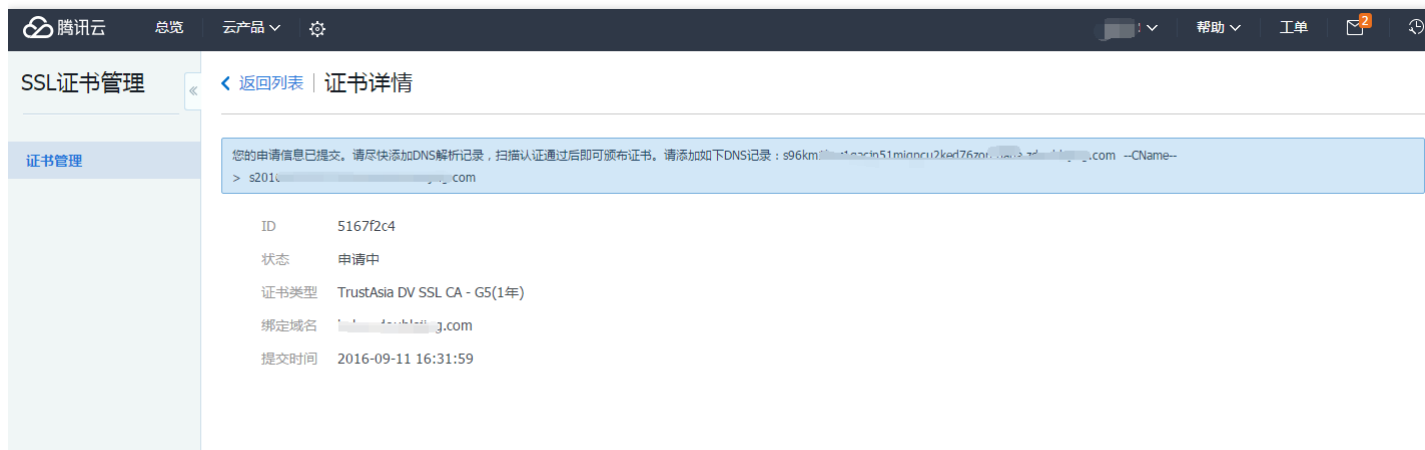 腾讯云 总览 云产品 帮助 工单 2
SSL证书管理
返回列表 证书详情
证书管理
您的申请信息已提交。请尽快添加DNS解析记录，扫描认证通过后即可颁布证书。请添加如下DNS记录：s96km .com --CName--
> s201 .com
ID 5167f2c4
状态 申请中
证书类型 TrustAsia DV SSL CA - G5(1年)
绑定域名 g.com
提交时间 2016-09-11 16:31:59